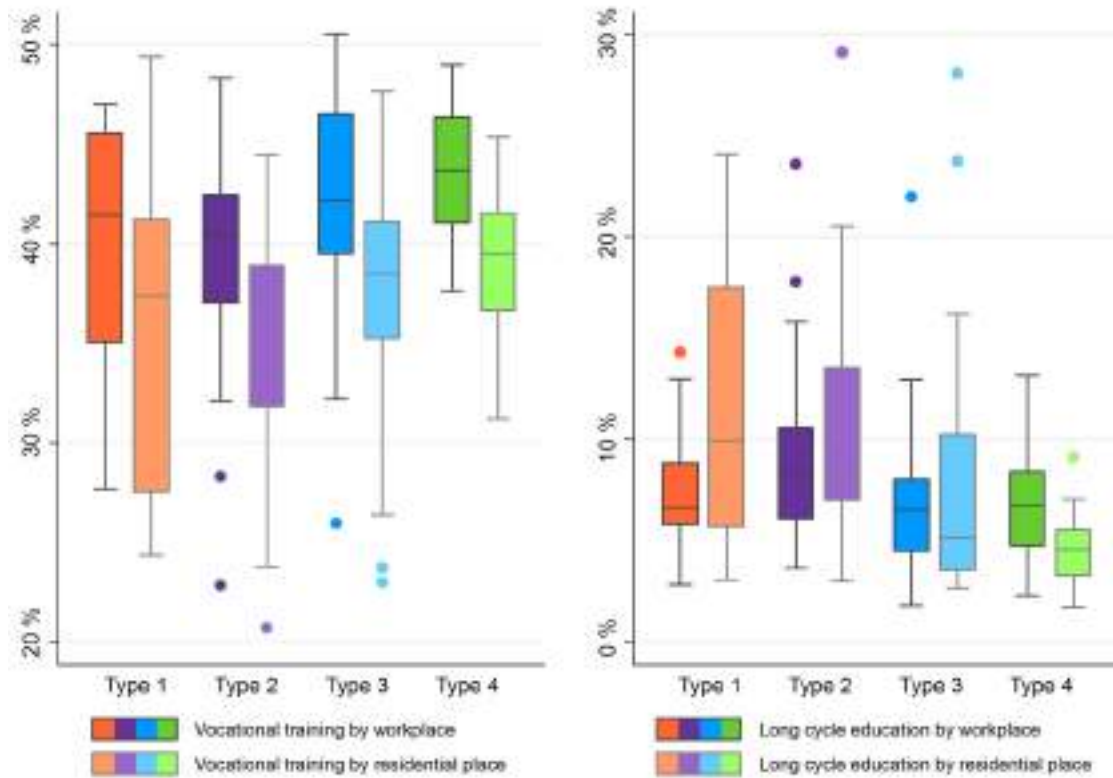 50 %
40 %
30 %
20 %
Type 1 Type 2 Type 3 Type 4
Vocational training by workplace
Vocational training by residential place
30 %
20 %
10 %
0 %
Type 1 Type 2 Type 3 Type 4
Long cycle education by workplace
Long cycle education by residential place